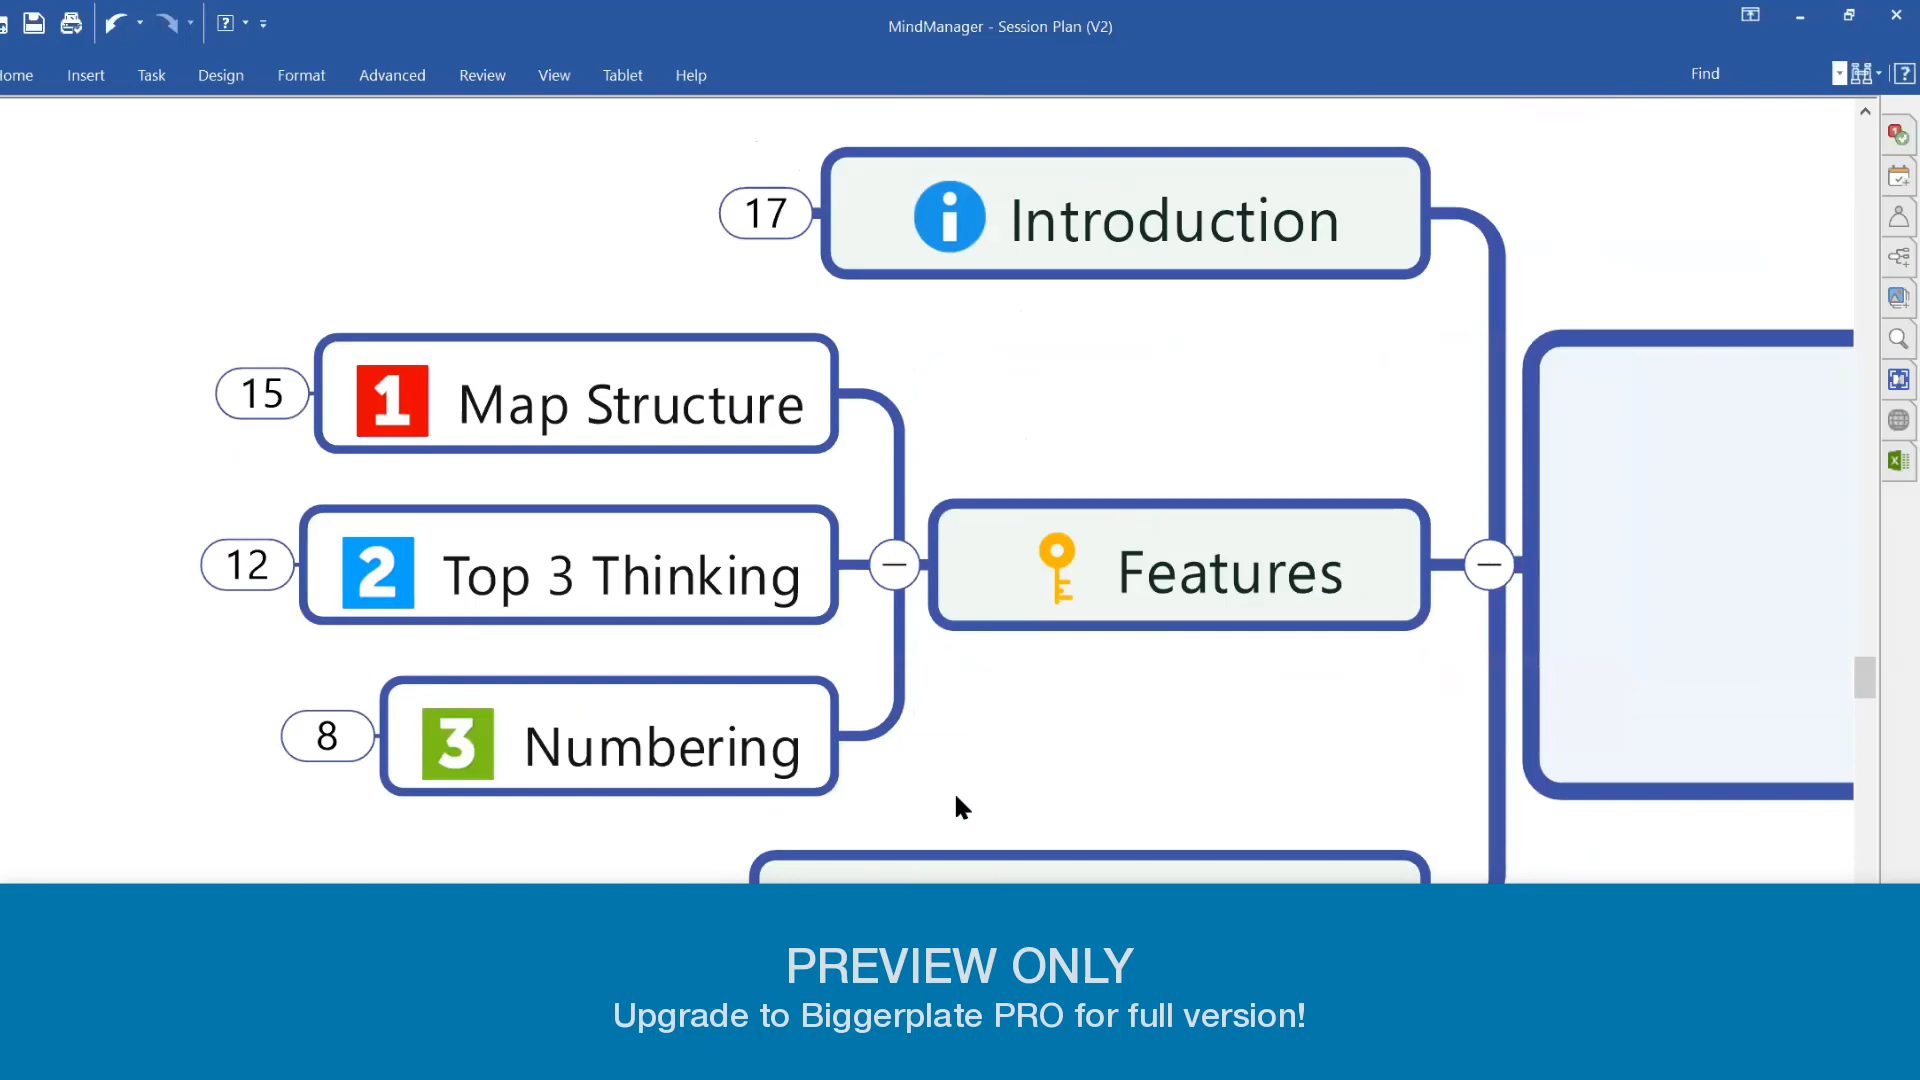 MindManager - Session Plan (V2)
Home Insert Task Design Format Advanced Review View Tablet Help Find
17 Introduction
15 1 Map Structure
12 2 Top 3 Thinking
Features
8 3 Numbering
PREVIEW ONLY
Upgrade to Biggerplate PRO for full version!